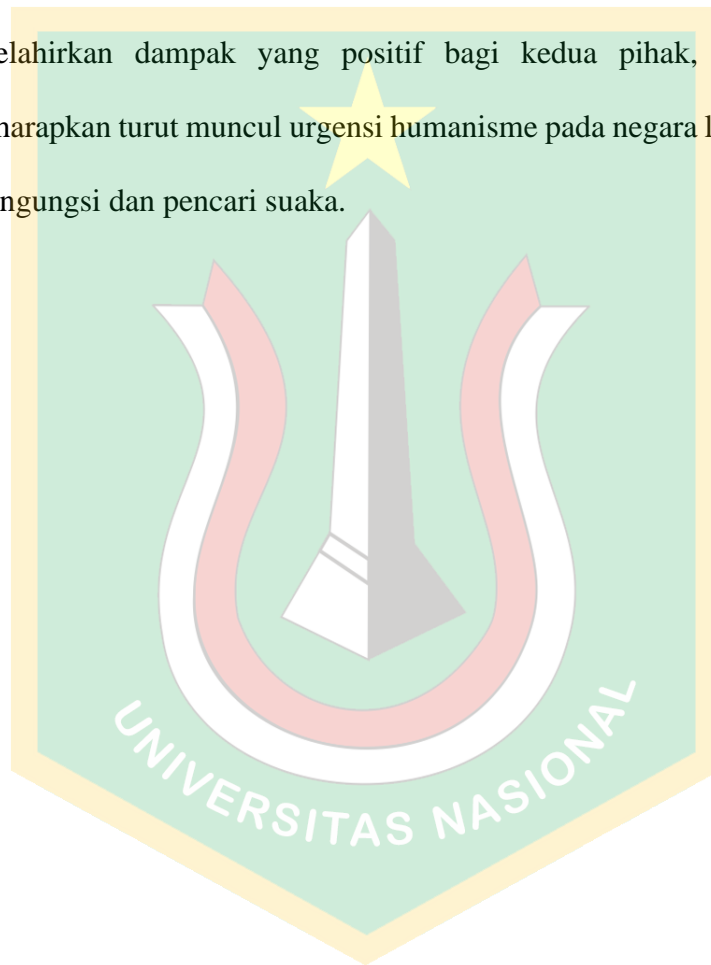 elahirkan dampak yang positif bagi kedua pihak,
harapkan turut muncul urgensi humanisme pada negara l
ngungsi dan pencari suaka.
UNIVERSITAS NASIONAL